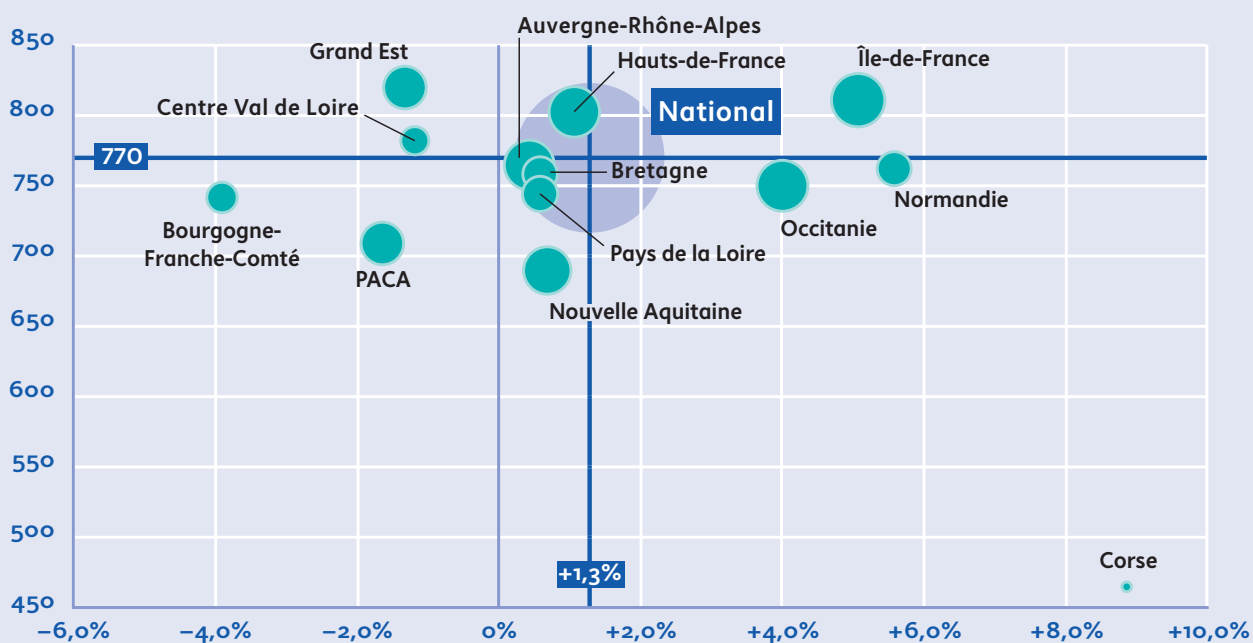 Auvergne-Rhône-Alpes
850
Grand Est
Hauts-de-France
Île-de-France
Centre Val de Loire
National
800
770
Bretagne
750
Normandie
Bourgogne-
Franche-Comté
Occitanie
Pays de la Loire
700
PACA
Nouvelle Aquitaine
650
600
550
500
Corse
+1,3%
450
−6,0%
−4,0%
−2,0%
0%
+2,0%
+4,0%
+6,0%
+8,0%
+10,0%